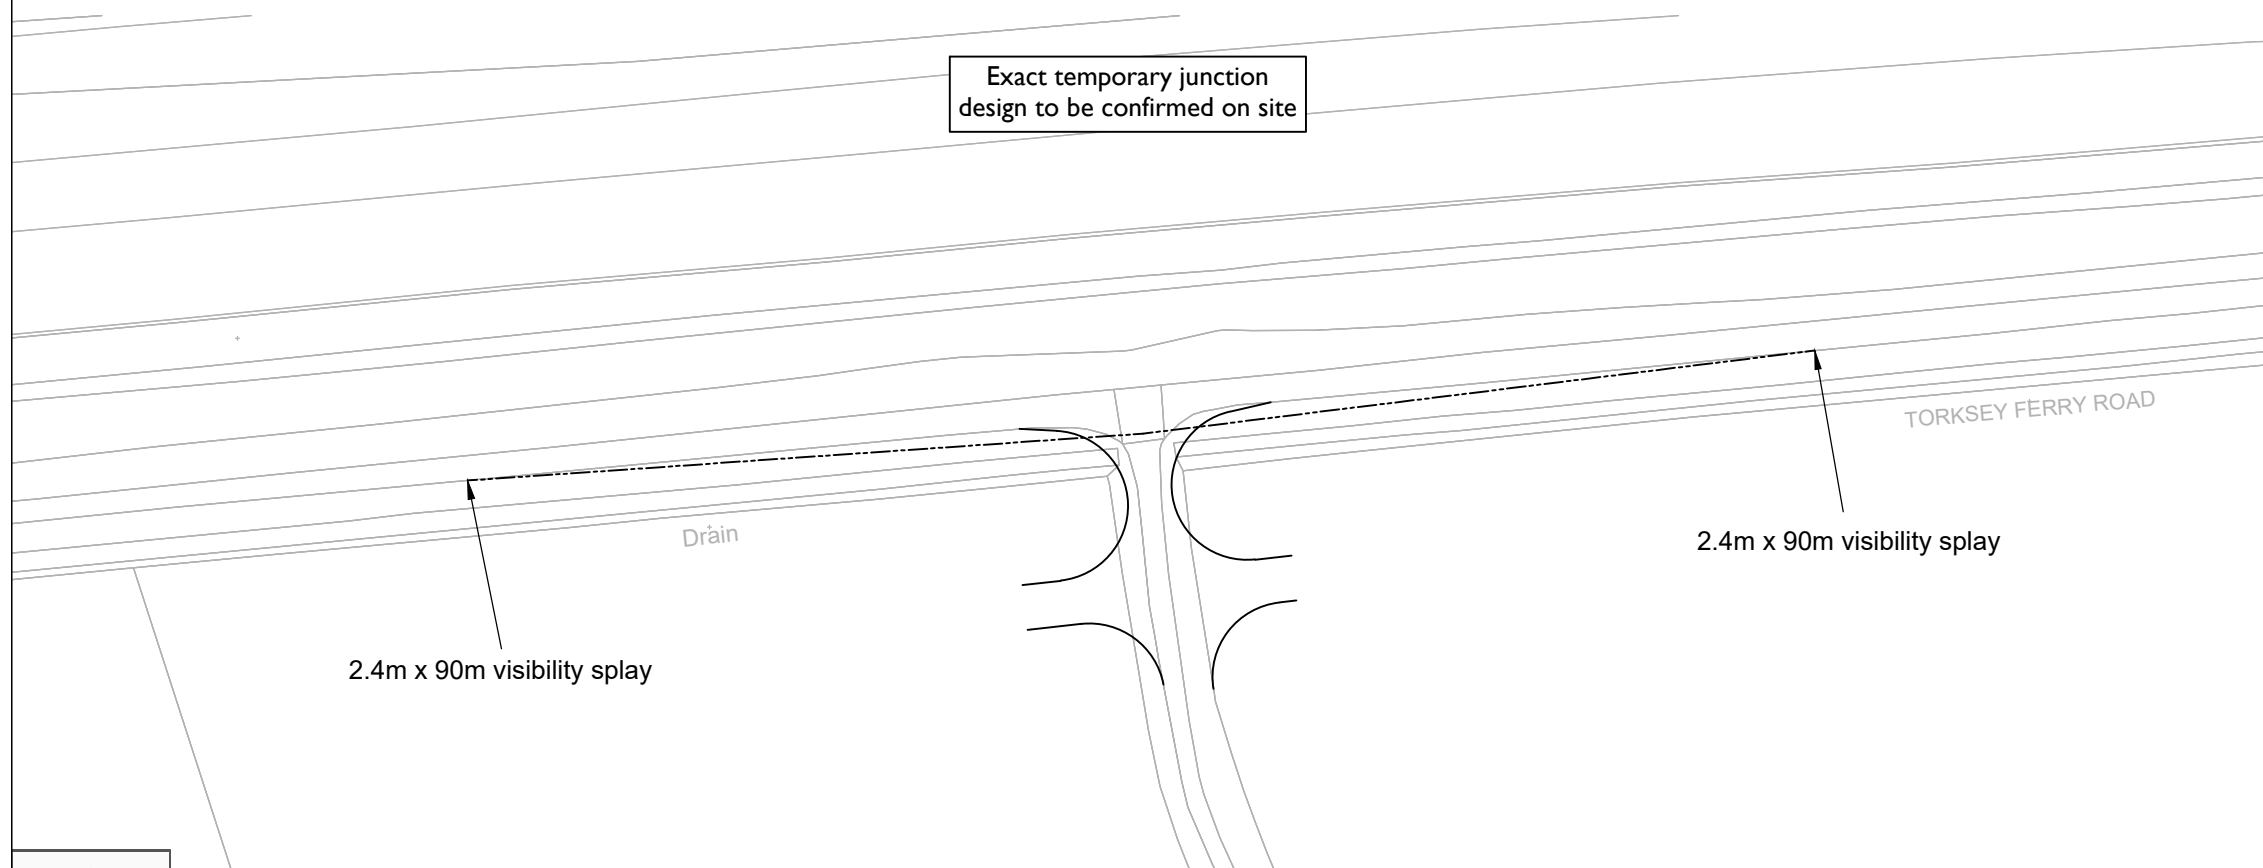 Exact temporary junction
design to be confirmed on site
TORKSEY FERRY ROAD
Drain
2.4m x 90m visibility splay
2.4m x 90m visibility splay